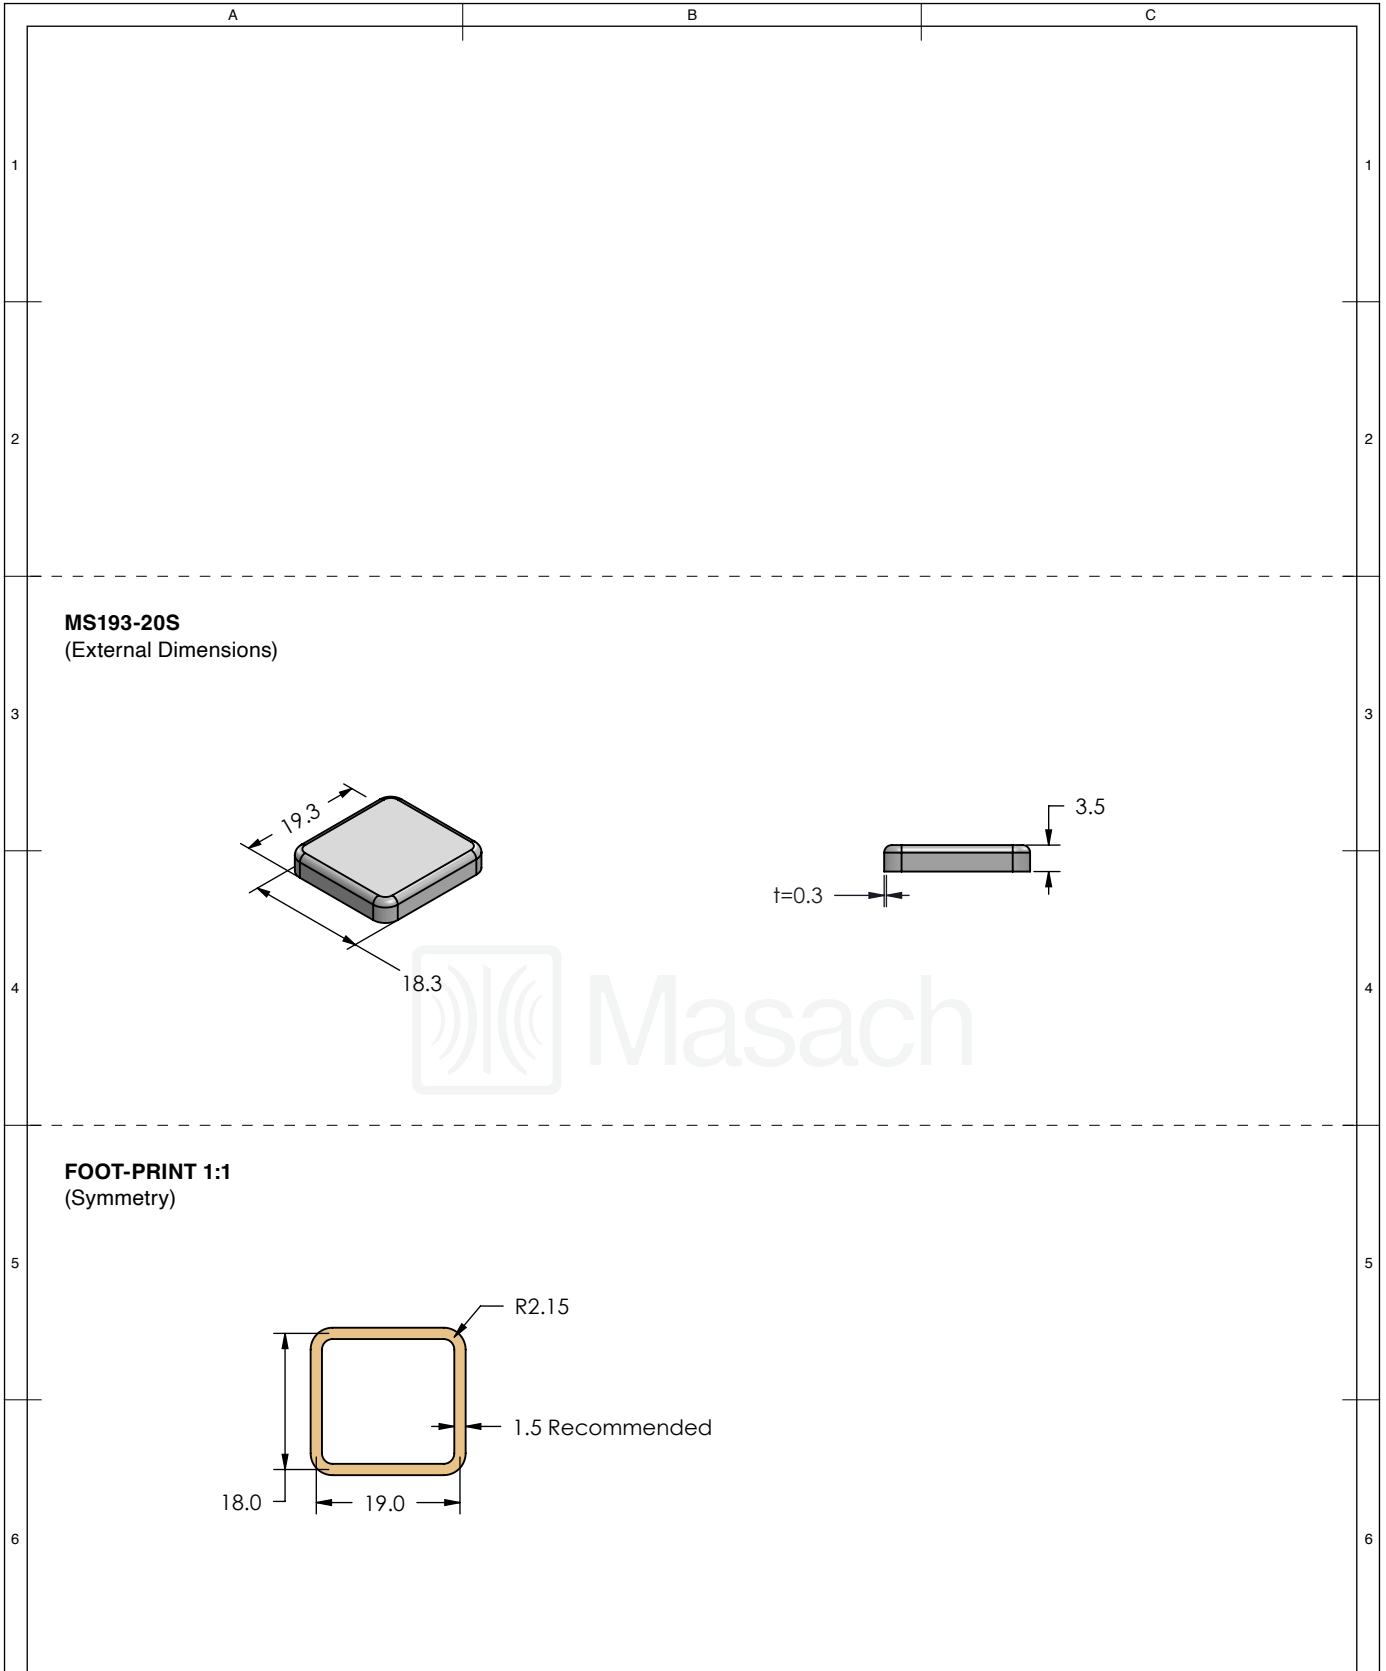 A B C
1 1
2 2
MS193-20S
(External Dimensions)
3 3
19.3
3.5
t=0.3
18.3
4 4
Masach
FOOT-PRINT 1:1
(Symmetry)
5 5
R2.15
1.5 Recommended
18.0 19.0
6 6